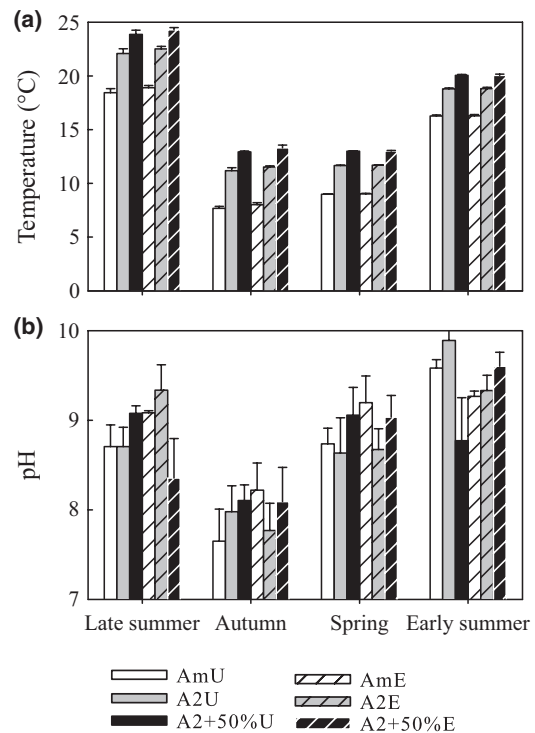 (a)
Temperature (°C)
25
20
15
10
5
0
(b)
pH
10
9
8
7
Late summer Autumn Spring Early summer
AmU AmE
A2U A2E
A2+50%U A2+50%E